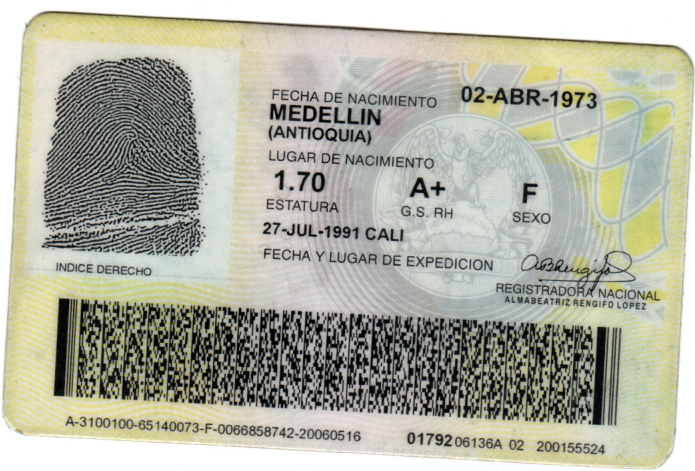 FECHA DE NACIMIENTO 02-ABR-1973
MEDELLIN
(ANTIOQUIA)
LUGAR DE NACIMIENTO
1.70 A+ F
ESTATURA G.S. RH SEXO
27-JUL-1991 CALI
FECHA Y LUGAR DE EXPEDICION
INDICE DERECHO
REGISTRADORA NACIONAL
ALMABEATRIZ RENGIFO LOPEZ
A-3100100-65140073-F-0066858742-20060516 01792 06136A 02 200155524